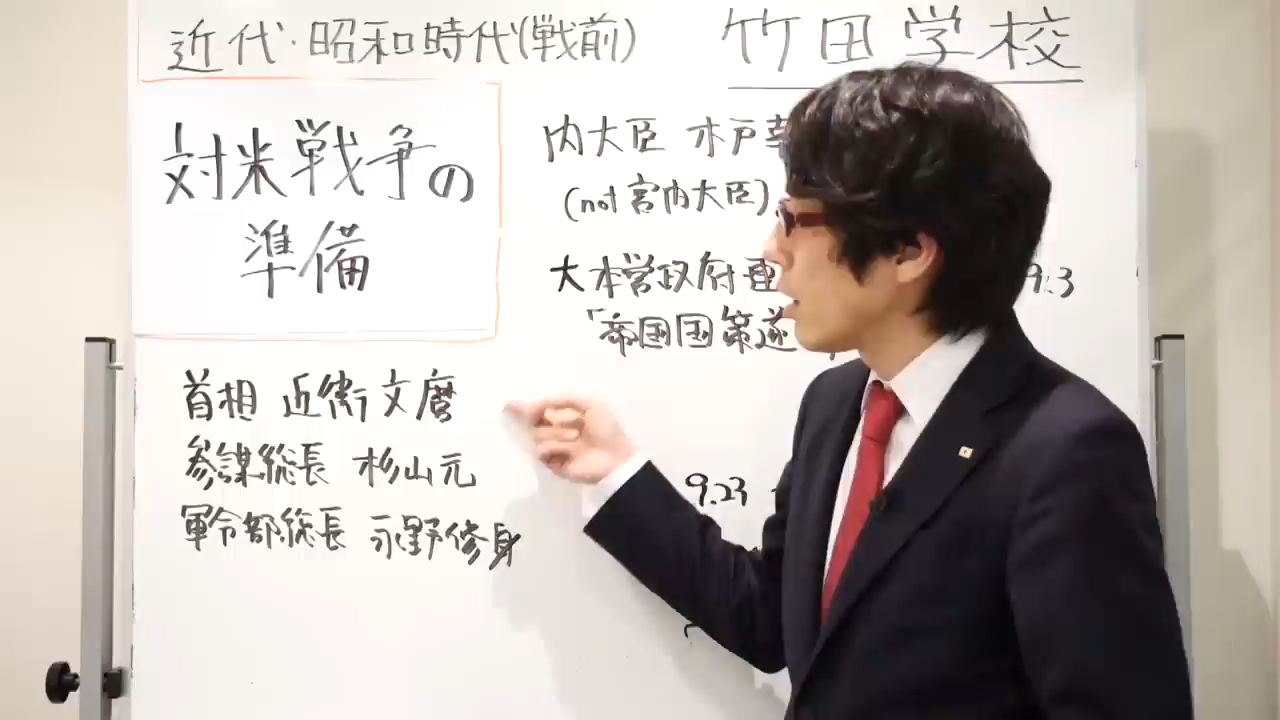 近代・昭和時代(戦前)
竹田学校
対米戦争の
準備
内大臣 木戸幸
(not 宮内大臣)
大本営政府連 9.3
「帝国国策遂
首相 近衛文麿
参謀総長 杉山元
軍令部総長 永野修身
9.23